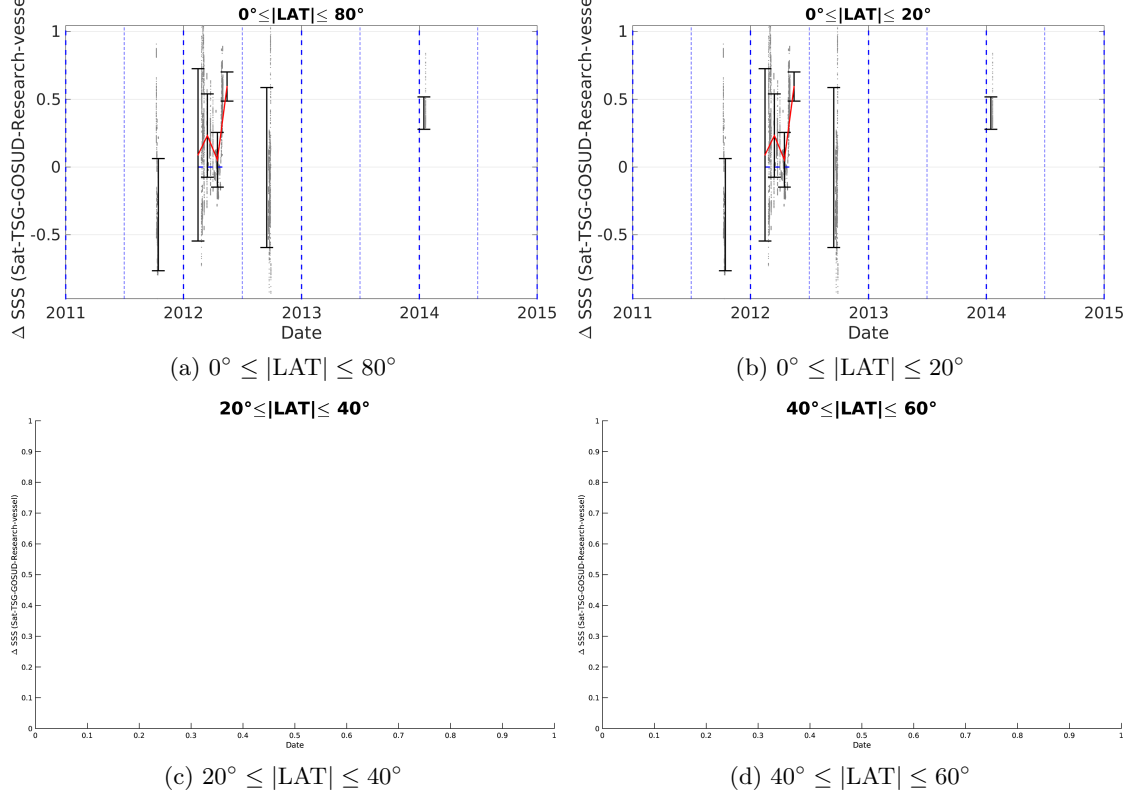 0°≤|LAT|≤ 80°
Δ SSS (Sat-TSG-GOSUD-Research-vesse
1
0.5
0
-0.5
2011 2012 2013 2014 2015
Date
(a) 0° ≤ |LAT| ≤ 80°
0°≤|LAT|≤ 20°
Δ SSS (Sat-TSG-GOSUD-Research-vesse
1
0.5
0
-0.5
2011 2012 2013 2014 2015
Date
(b) 0° ≤ |LAT| ≤ 20°
20°≤|LAT|≤ 40°
Δ SSS (Sat-TSG-GOSUD-Research-vessel)
1
0.9
0.8
0.7
0.6
0.5
0.4
0.3
0.2
0.1
0
0 0.1 0.2 0.3 0.4 0.5 0.6 0.7 0.8 0.9 1
Date
(c) 20° ≤ |LAT| ≤ 40°
40°≤|LAT|≤ 60°
Δ SSS (Sat-TSG-GOSUD-Research-vessel)
1
0.9
0.8
0.7
0.6
0.5
0.4
0.3
0.2
0.1
0
0 0.1 0.2 0.3 0.4 0.5 0.6 0.7 0.8 0.9 1
Date
(d) 40° ≤ |LAT| ≤ 60°